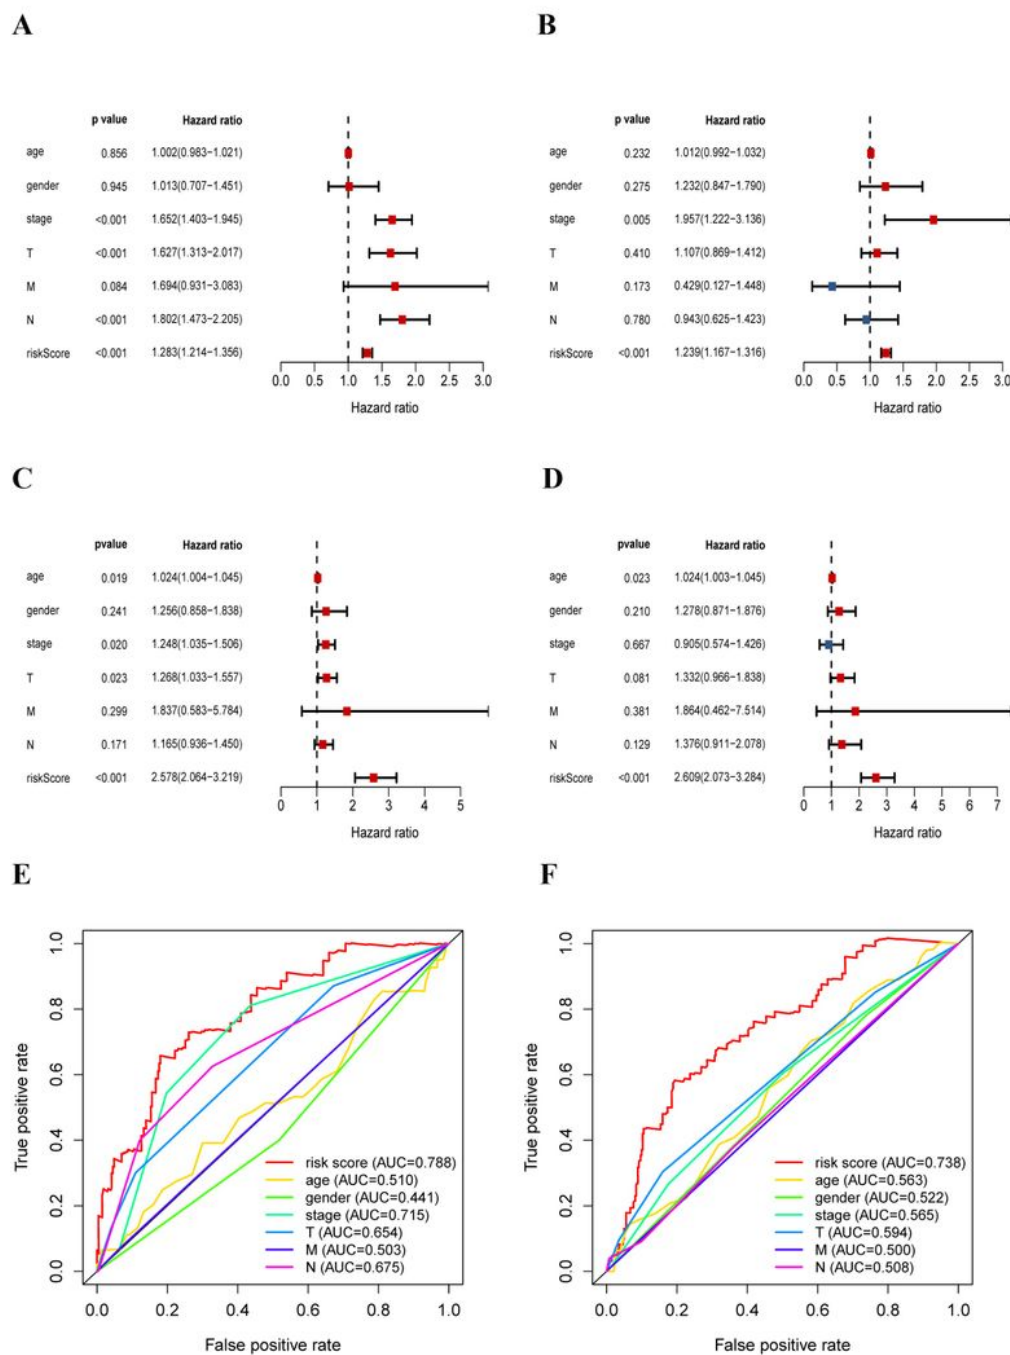 A
p value Hazard ratio
age 0.856 1.002(0.983−1.021)
gender 0.945 1.013(0.707−1.451)
stage <0.001 1.652(1.403−1.945)
T <0.001 1.627(1.313−2.017)
M 0.084 1.694(0.931−3.083)
N <0.001 1.802(1.473−2.205)
riskScore <0.001 1.283(1.214−1.356)
0.0 0.5 1.0 1.5 2.0 2.5 3.0
Hazard ratio
B
p value Hazard ratio
age 0.232 1.012(0.992−1.032)
gender 0.275 1.232(0.847−1.790)
stage 0.005 1.957(1.222−3.136)
T 0.410 1.107(0.869−1.412)
M 0.173 0.429(0.127−1.448)
N 0.780 0.943(0.625−1.423)
riskScore <0.001 1.239(1.167−1.316)
0.0 0.5 1.0 1.5 2.0 2.5 3.0
Hazard ratio
C
pvalue Hazard ratio
age 0.019 1.024(1.004−1.045)
gender 0.241 1.256(0.858−1.838)
stage 0.020 1.248(1.035−1.506)
T 0.023 1.268(1.033−1.557)
M 0.299 1.837(0.583−5.784)
N 0.171 1.165(0.936−1.450)
riskScore <0.001 2.578(2.064−3.219)
0 1 2 3 4 5
Hazard ratio
D
pvalue Hazard ratio
age 0.023 1.024(1.003−1.045)
gender 0.210 1.278(0.871−1.876)
stage 0.667 0.905(0.574−1.426)
T 0.081 1.332(0.966−1.838)
M 0.381 1.864(0.462−7.514)
N 0.129 1.376(0.911−2.078)
riskScore <0.001 2.609(2.073−3.284)
0 1 2 3 4 5 6 7
Hazard ratio
E
True positive rate
1.0
0.8
0.6
0.4
0.2
0.0
risk score (AUC=0.788)
age (AUC=0.510)
gender (AUC=0.441)
stage (AUC=0.715)
T (AUC=0.654)
M (AUC=0.503)
N (AUC=0.675)
0.0 0.2 0.4 0.6 0.8 1.0
False positive rate
F
True positive rate
1.0
0.8
0.6
0.4
0.2
0.0
risk score (AUC=0.738)
age (AUC=0.563)
gender (AUC=0.522)
stage (AUC=0.565)
T (AUC=0.594)
M (AUC=0.500)
N (AUC=0.508)
0.0 0.2 0.4 0.6 0.8 1.0
False positive rate